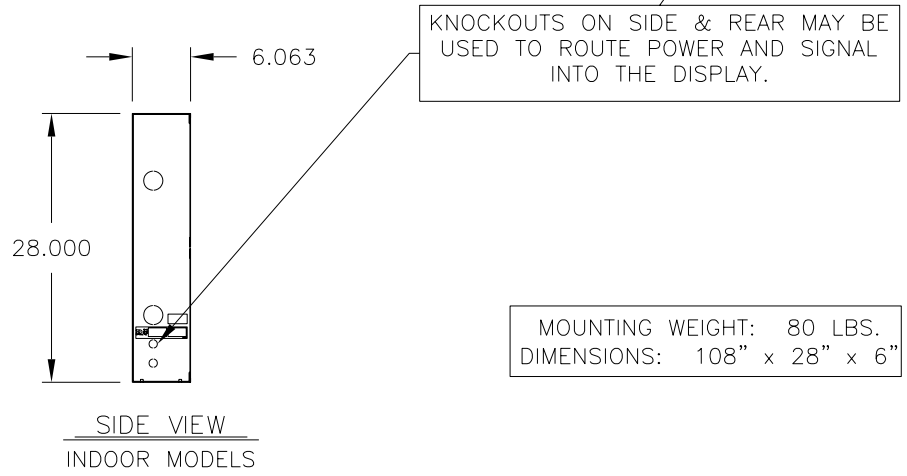 KNOCKOUTS ON SIDE & REAR MAY BE
USED TO ROUTE POWER AND SIGNAL
INTO THE DISPLAY.
6.063
28.000
MOUNTING WEIGHT: 80 LBS.
DIMENSIONS: 108" x 28" x 6"
SIDE VIEW
INDOOR MODELS